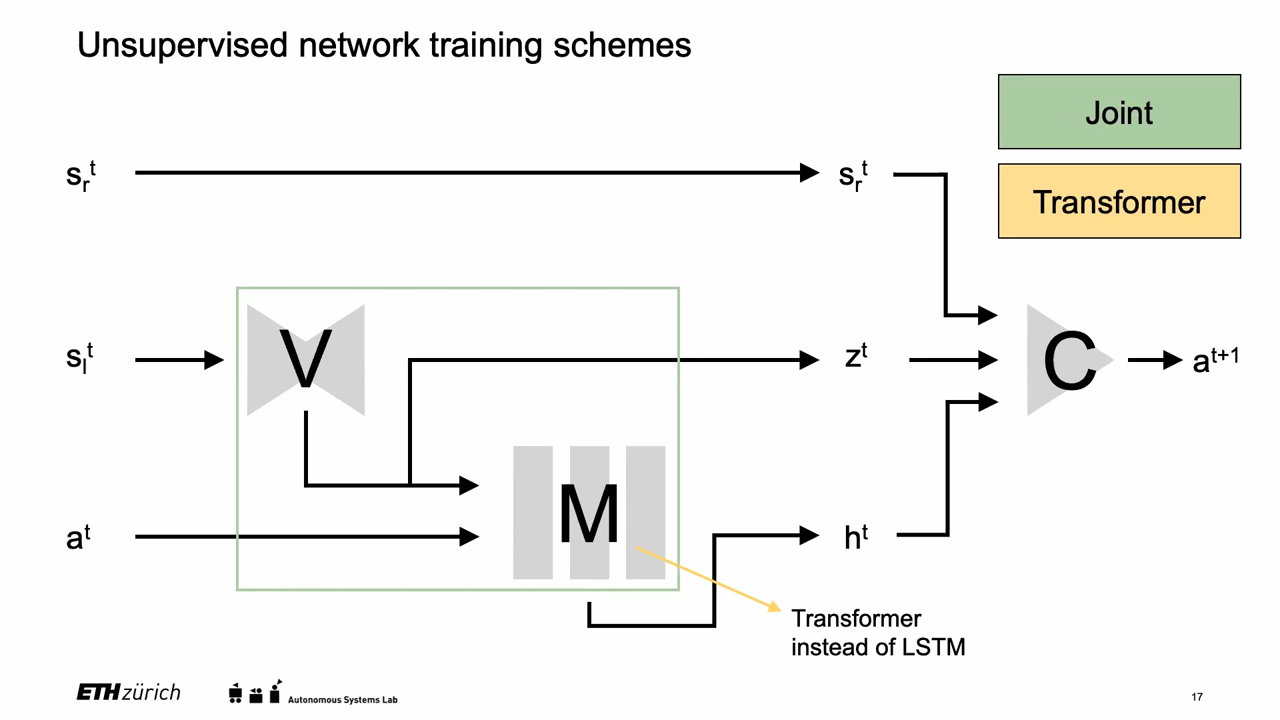 Unsupervised network training schemes
Joint
Transformer
s_r^t
s_r^t
s_l^t
V
z^t
C
a^{t+1}
M
a^t
h^t
Transformer
instead of LSTM
ETH zürich
Autonomous Systems Lab
17